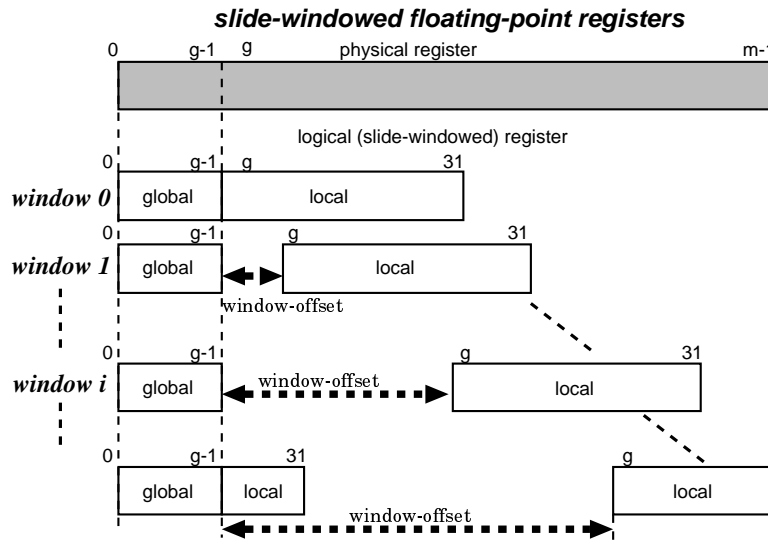 slide-windowed floating-point registers
0 g-1 g physical register m-1
logical (slide-windowed) register
0 g-1 g 31
window 0 global local
0 g-1 g 31
window 1 global local
window-offset
0 g-1 g 31
window i global window-offset local
0 g-1 31 g
global local local
window-offset